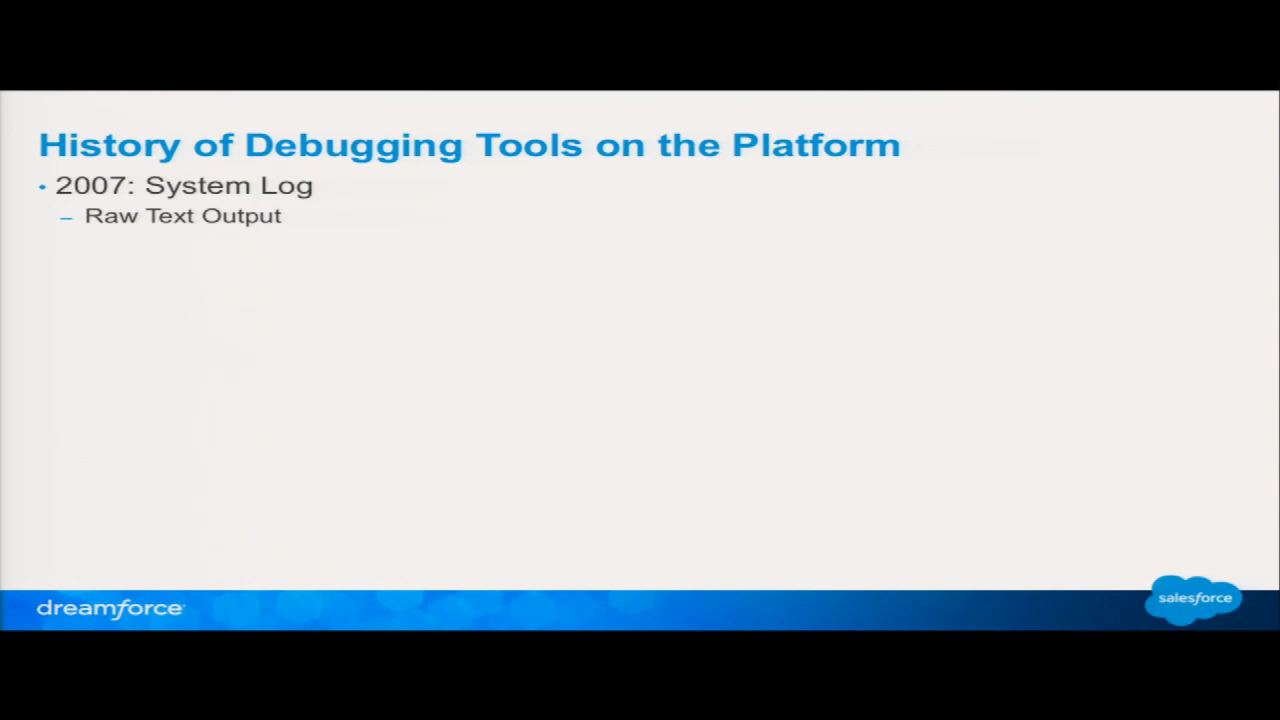 History of Debugging Tools on the Platform
• 2007: System Log
– Raw Text Output
dreamforce
salesforce